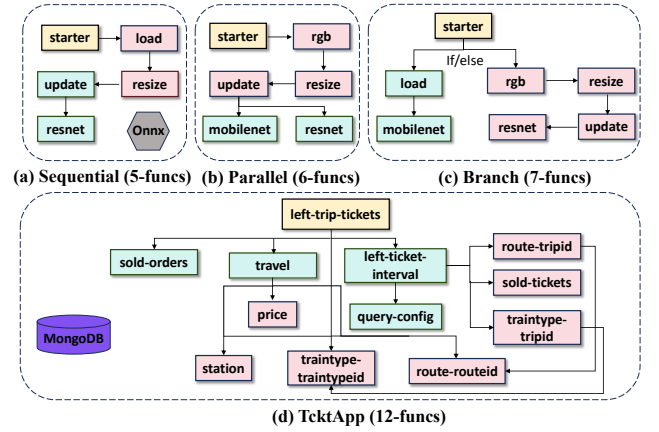 starter
load
update
resize
resnet
Onnx
(a) Sequential (5-funcs)
starter
rgb
update
resize
mobilenet
resnet
(b) Parallel (6-funcs)
starter
If/else
load
rgb
resize
mobilenet
resnet
update
(c) Branch (7-funcs)
left-trip-tickets
sold-orders
travel
left-ticket-
interval
route-tripid
sold-tickets
price
query-config
traintype-
tripid
MongoDB
station
traintype-
traintypeid
route-routeid
(d) TcktApp (12-funcs)